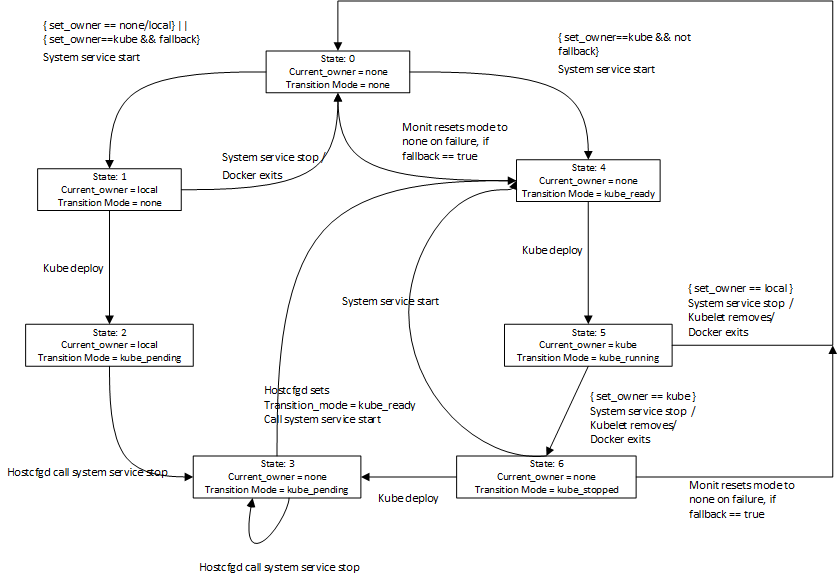 { set_owner == none/local} ||
{ set_owner==kube && fallback}
System service start
{ set_owner==kube && not
fallback}
System service start
State: 0
Current_owner = none
Transition Mode = none
Monit resets mode to
none on failure, if
fallback == true
System service stop /
Docker exits
State: 1
Current_owner = local
Transition Mode = none
State: 4
Current_owner = none
Transition Mode = kube_ready
Kube deploy
Kube deploy
{ set_owner == local }
System service stop /
Kubelet removes/
Docker exits
System service start
State: 2
Current_owner = local
Transition Mode = kube_pending
State: 5
Current_owner = kube
Transition Mode = kube_running
Hostcfgd sets
Transition_mode = kube_ready
Call system service start
{ set_owner == kube }
System service stop /
Kubelet removes/
Docker exits
Hostcfgd call system service stop
State: 3
Current_owner = none
Transition Mode = kube_pending
State: 6
Current_owner = none
Transition Mode = kube_stopped
Kube deploy
Monit resets mode to
none on failure, if
fallback == true
Hostcfgd call system service stop